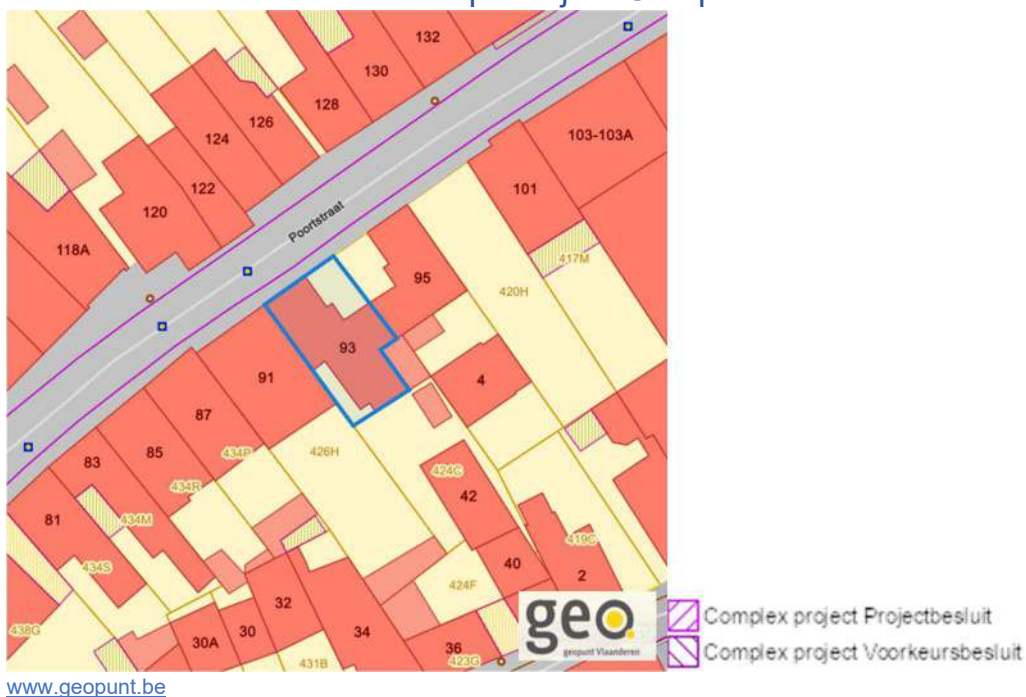 132
130
128
126
124
122
120
118A
103-103A
101
Poortstraat
417M
95
420H
93
91
4
87
426H
434P
85
434R
83
424C
42
81
434M
434S
419C
40
2
424F
32
438G
30A
30
34
36
431B
423G
geo.
geopunt Vlaanderen
Complex project Projectbesluit
Complex project Voorkeursbesluit
www.geopunt.be